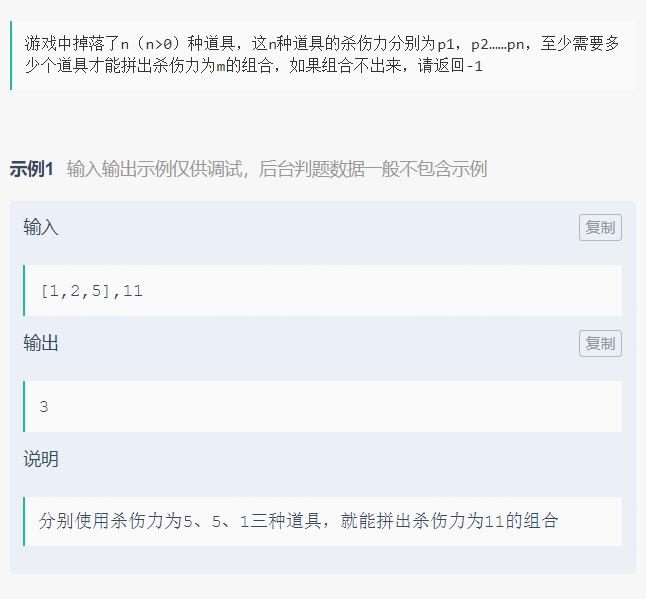 游戏中掉落了n（n>0）种道具，这n种道具的杀伤力分别为p1，p2……pn，至少需要多
少个道具才能拼出杀伤力为m的组合，如果组合不出来，请返回-1
示例1 输入输出示例仅供调试，后台判题数据一般不包含示例
输入 复制
[1,2,5],11
输出 复制
3
说明
分别使用杀伤力为5、5、1三种道具，就能拼出杀伤力为11的组合